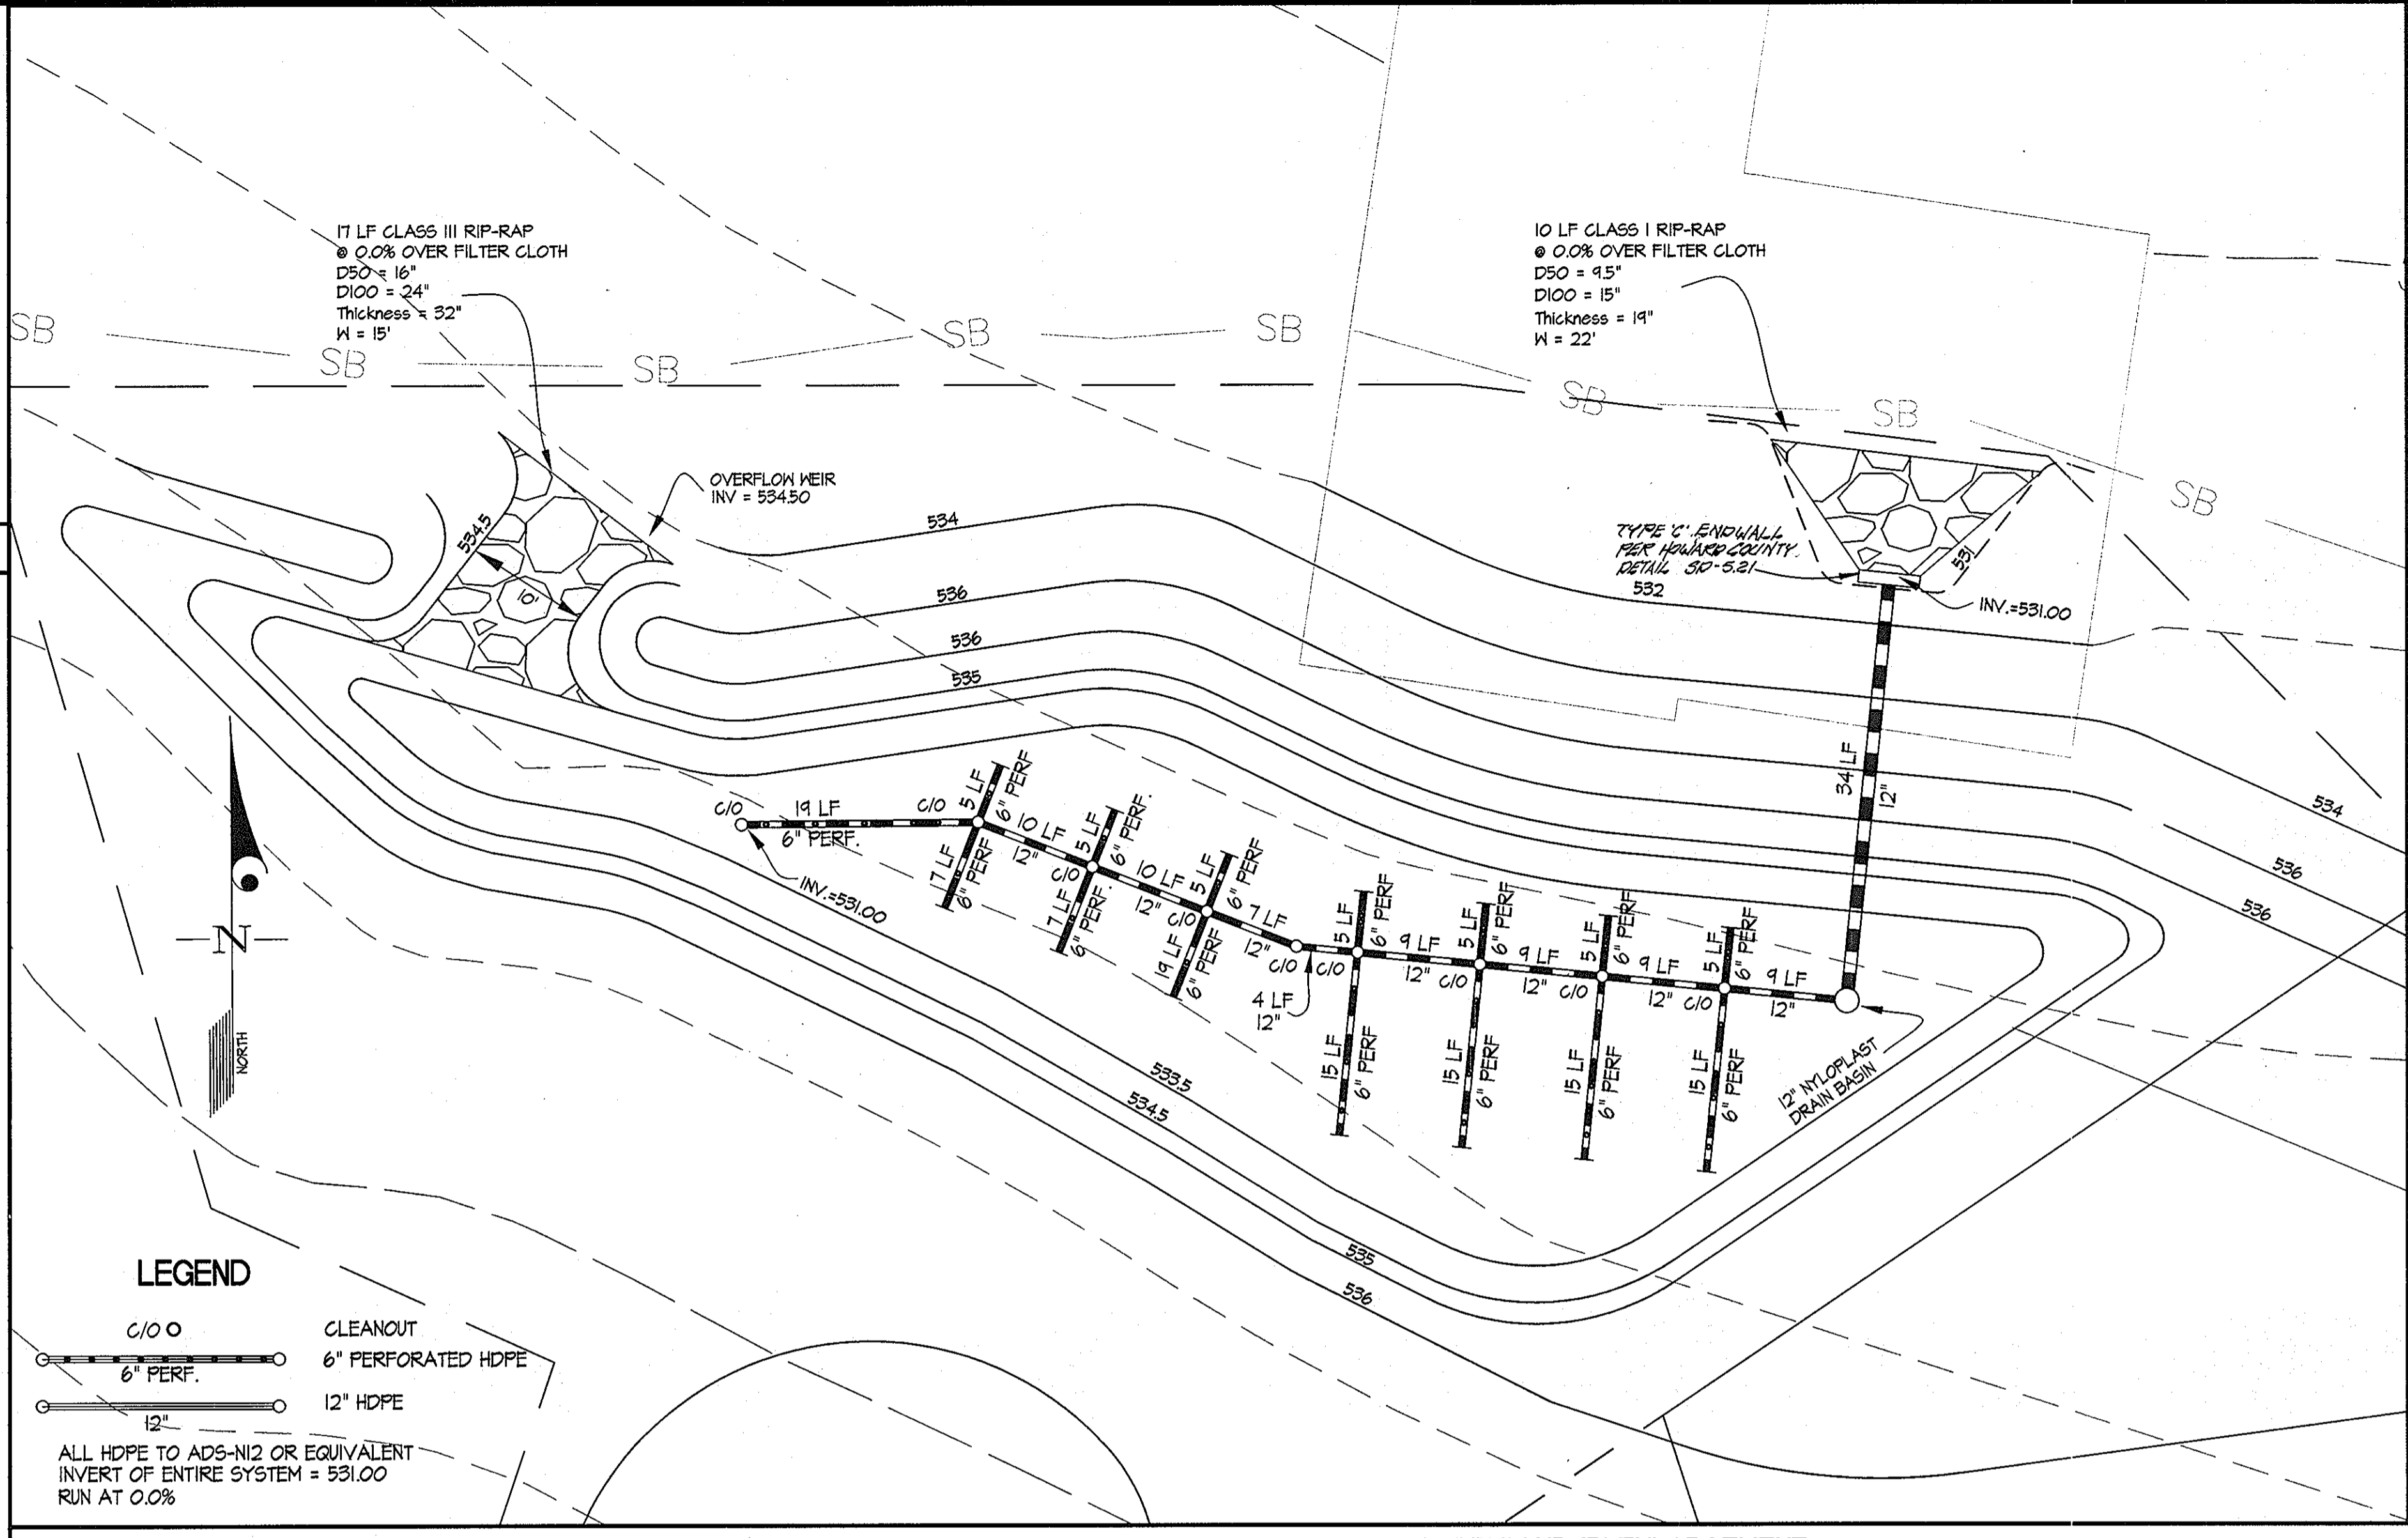 17 LF CLASS III RIP-RAP
@ 0.0% OVER FILTER CLOTH
D50 = 16"
D100 = 24"
Thickness = 32"
W = 15'
10 LF CLASS I RIP-RAP
@ 0.0% OVER FILTER CLOTH
D50 = 9.5"
D100 = 15"
Thickness = 19"
W = 22'
SB
SB
SB
SB
SB
SB
SB
SB
OVERFLOW WEIR
INV = 534.50
534.5
10'
534
536
536
535
TYPE 'C' ENDWALL
PER HOWARD COUNTY
DETAIL SD-5.21
532
531
INV.=531.00
34 LF
12"
534
536
536
C/O
19 LF
6" PERF.
C/O
INV.=531.00
5 LF
6" PERF
7 LF
6" PERF
10 LF
12"
5 LF
6" PERF.
C/O
7 LF
6" PERF.
10 LF
12"
5 LF
6" PERF
C/O
19 LF
6" PERF
7 LF
12"
C/O
4 LF
12"
C/O
5 LF
6" PERF
15 LF
6" PERF
9 LF
12"
C/O
5 LF
6" PERF
15 LF
6" PERF
9 LF
12"
C/O
5 LF
6" PERF
15 LF
6" PERF
9 LF
12"
C/O
5 LF
6" PERF
15 LF
6" PERF
9 LF
12"
12" NYLOPLAST
DRAIN BASIN
533.5
534.5
535
536
N
NORTH
LEGEND
C/O
CLEANOUT
6" PERF.
6" PERFORATED HDPE
12"
12" HDPE
ALL HDPE TO ADS-N12 OR EQUIVALENT
INVERT OF ENTIRE SYSTEM = 531.00
RUN AT 0.0%